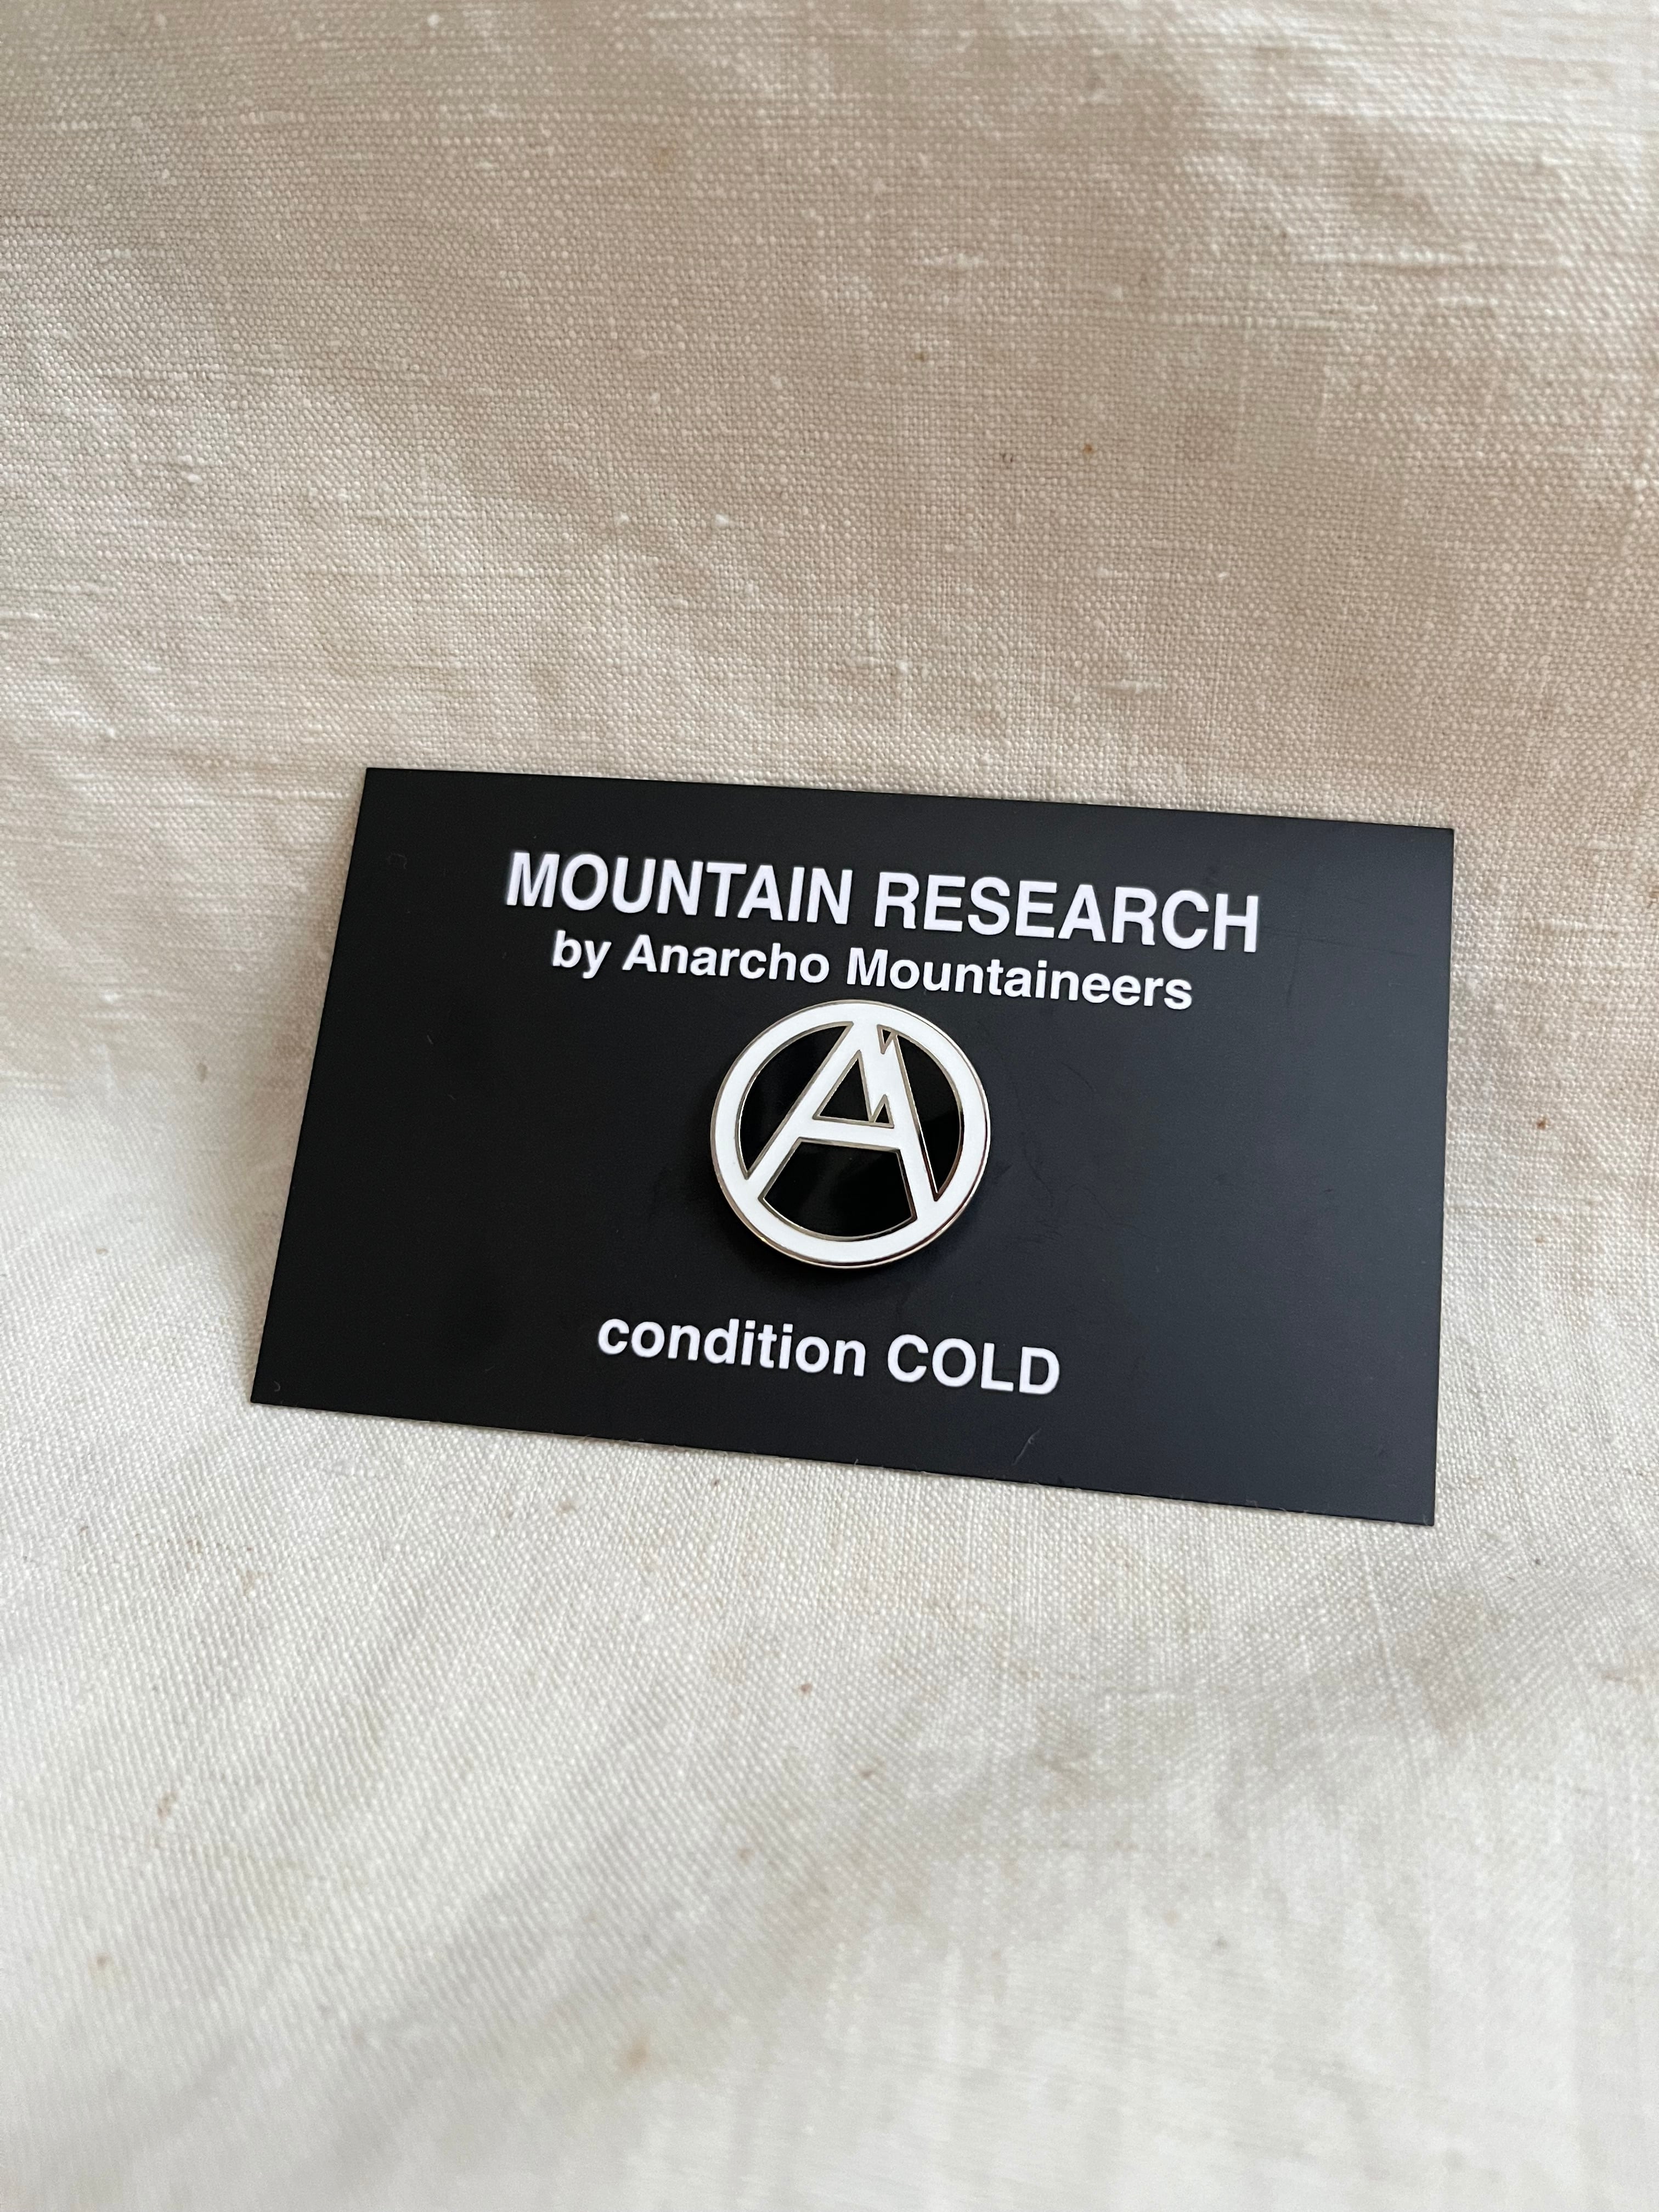 MOUNTAIN RESEARCH
by Anarcho Mountaineers
A
condition COLD